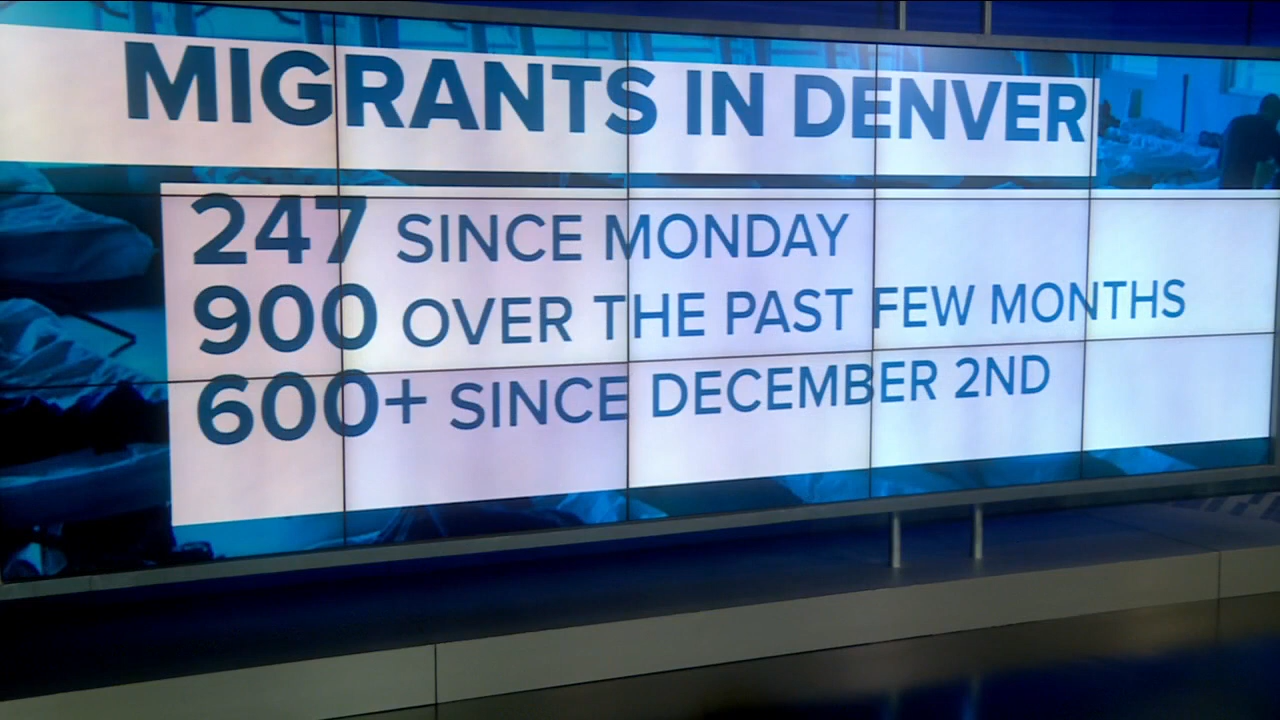 MIGRANTS IN DENVER
247 SINCE MONDAY
900 OVER THE PAST FEW MONTHS
600+ SINCE DECEMBER 2ND